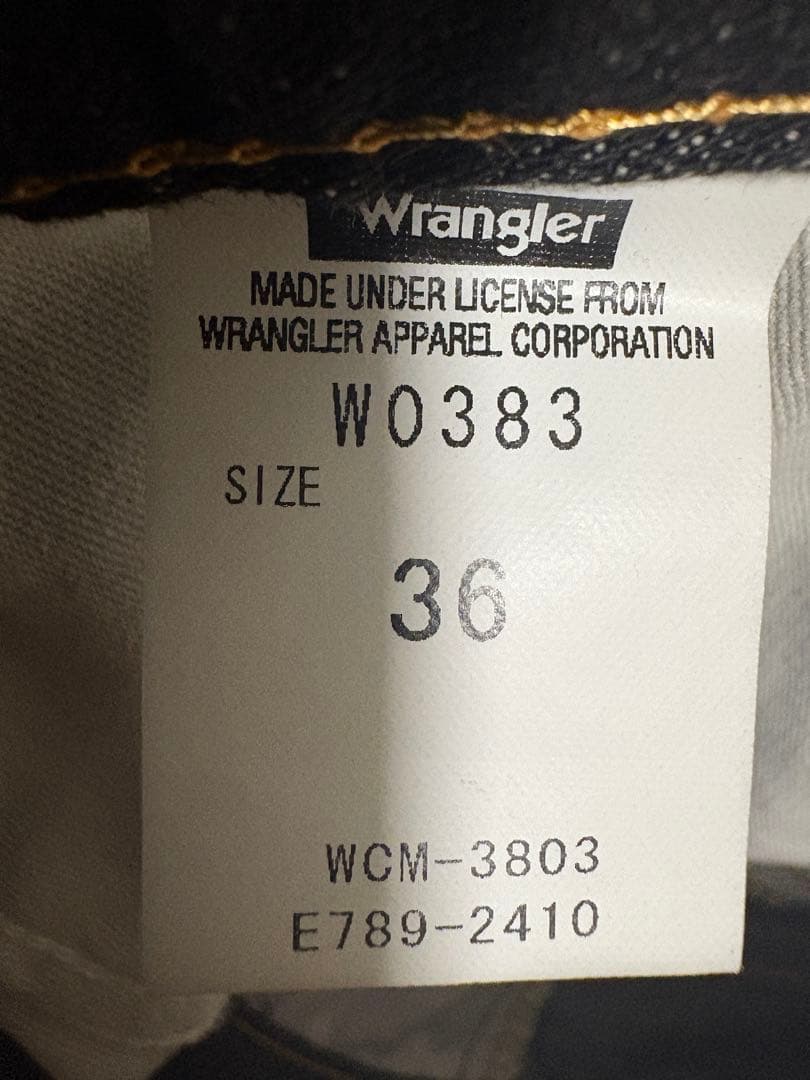 Wrangler
MADE UNDER LICENSE FROM
WRANGLER APPAREL CORPORATION
W0383
SIZE
36
WCM-3803
E789-2410